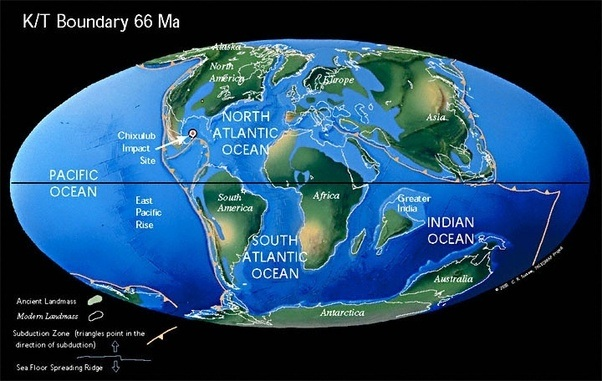 K/T Boundary 66 Ma
Alaska
North
America
Europe
Asia
NORTH
ATLANTIC
OCEAN
Chixulub
Impact
Site
PACIFIC
OCEAN
East
Pacific
Rise
South
America
Africa
Greater
India
INDIAN
OCEAN
SOUTH
ATLANTIC
OCEAN
Australia
Antarctica
Ancient Landmass
Modern Landmass
Subduction Zone (triangles point in the
direction of subduction)
Sea Floor Spreading Ridge